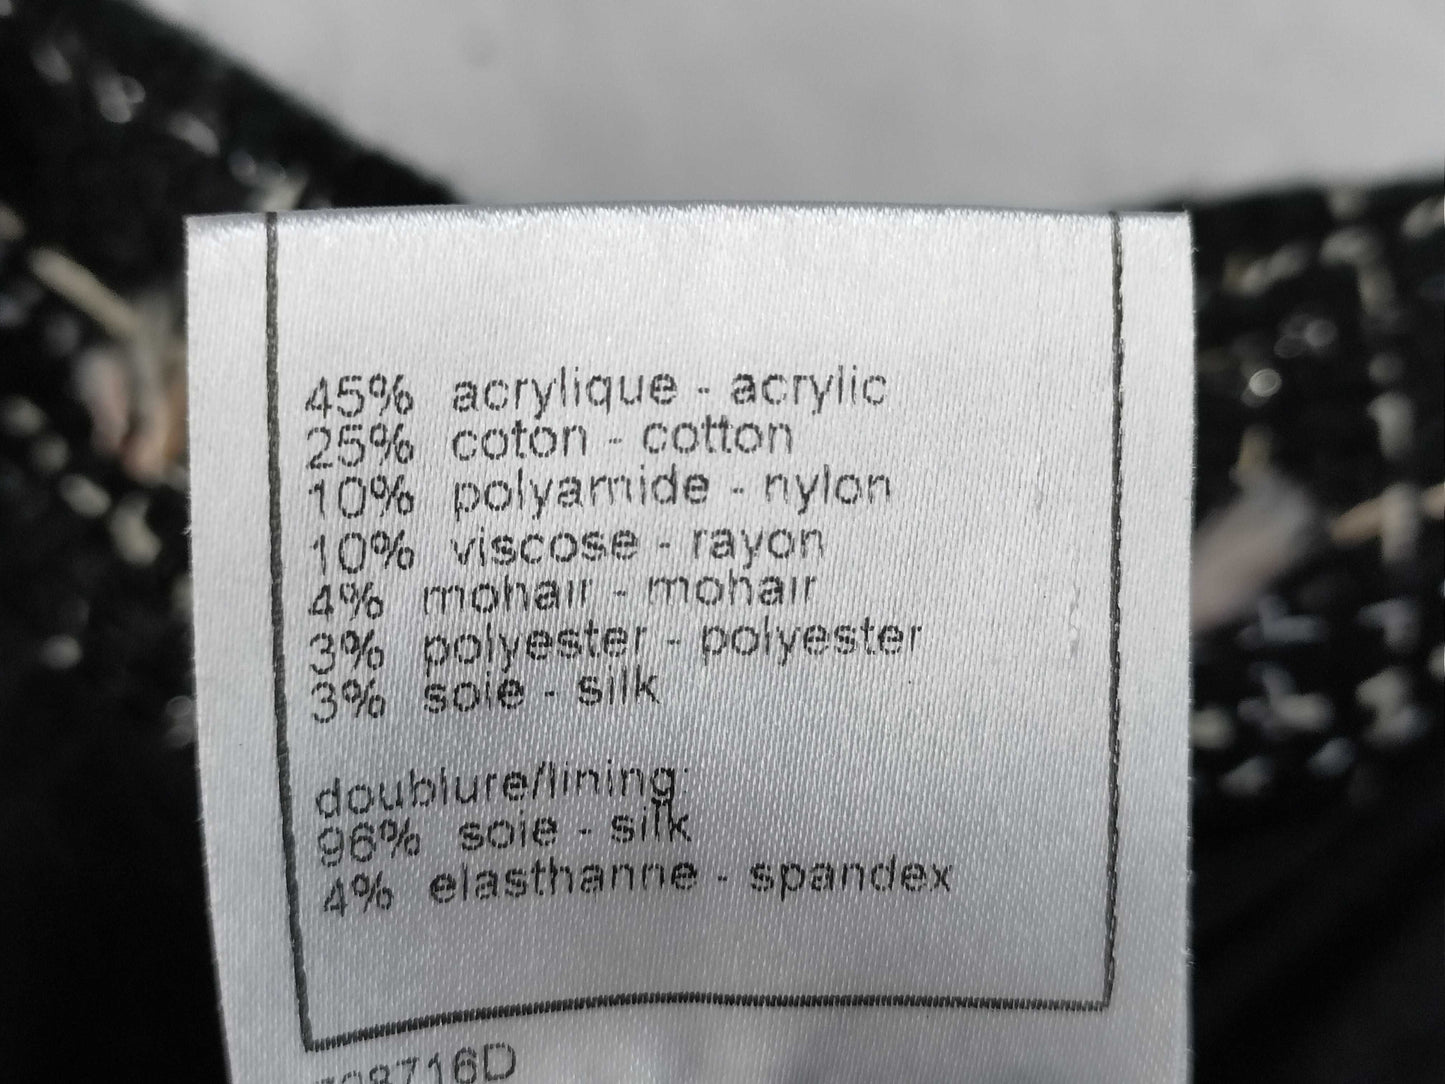 45% acrylique - acrylic
25% coton - cotton
10% polyamide - nylon
10% viscose - rayon
4% mohair - mohair
3% polyester - polyester
3% soie - silk
doublure/lining:
96% soie - silk
4% elasthanne - spandex